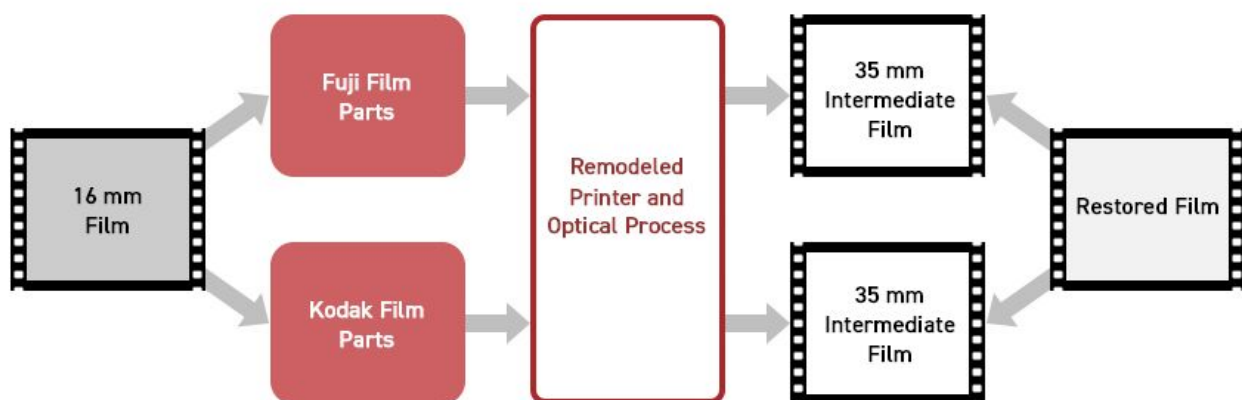 16 mm
Film
Fuji Film
Parts
Kodak Film
Parts
Remodeled
Printer and
Optical Process
35 mm
Intermediate
Film
35 mm
Intermediate
Film
Restored Film